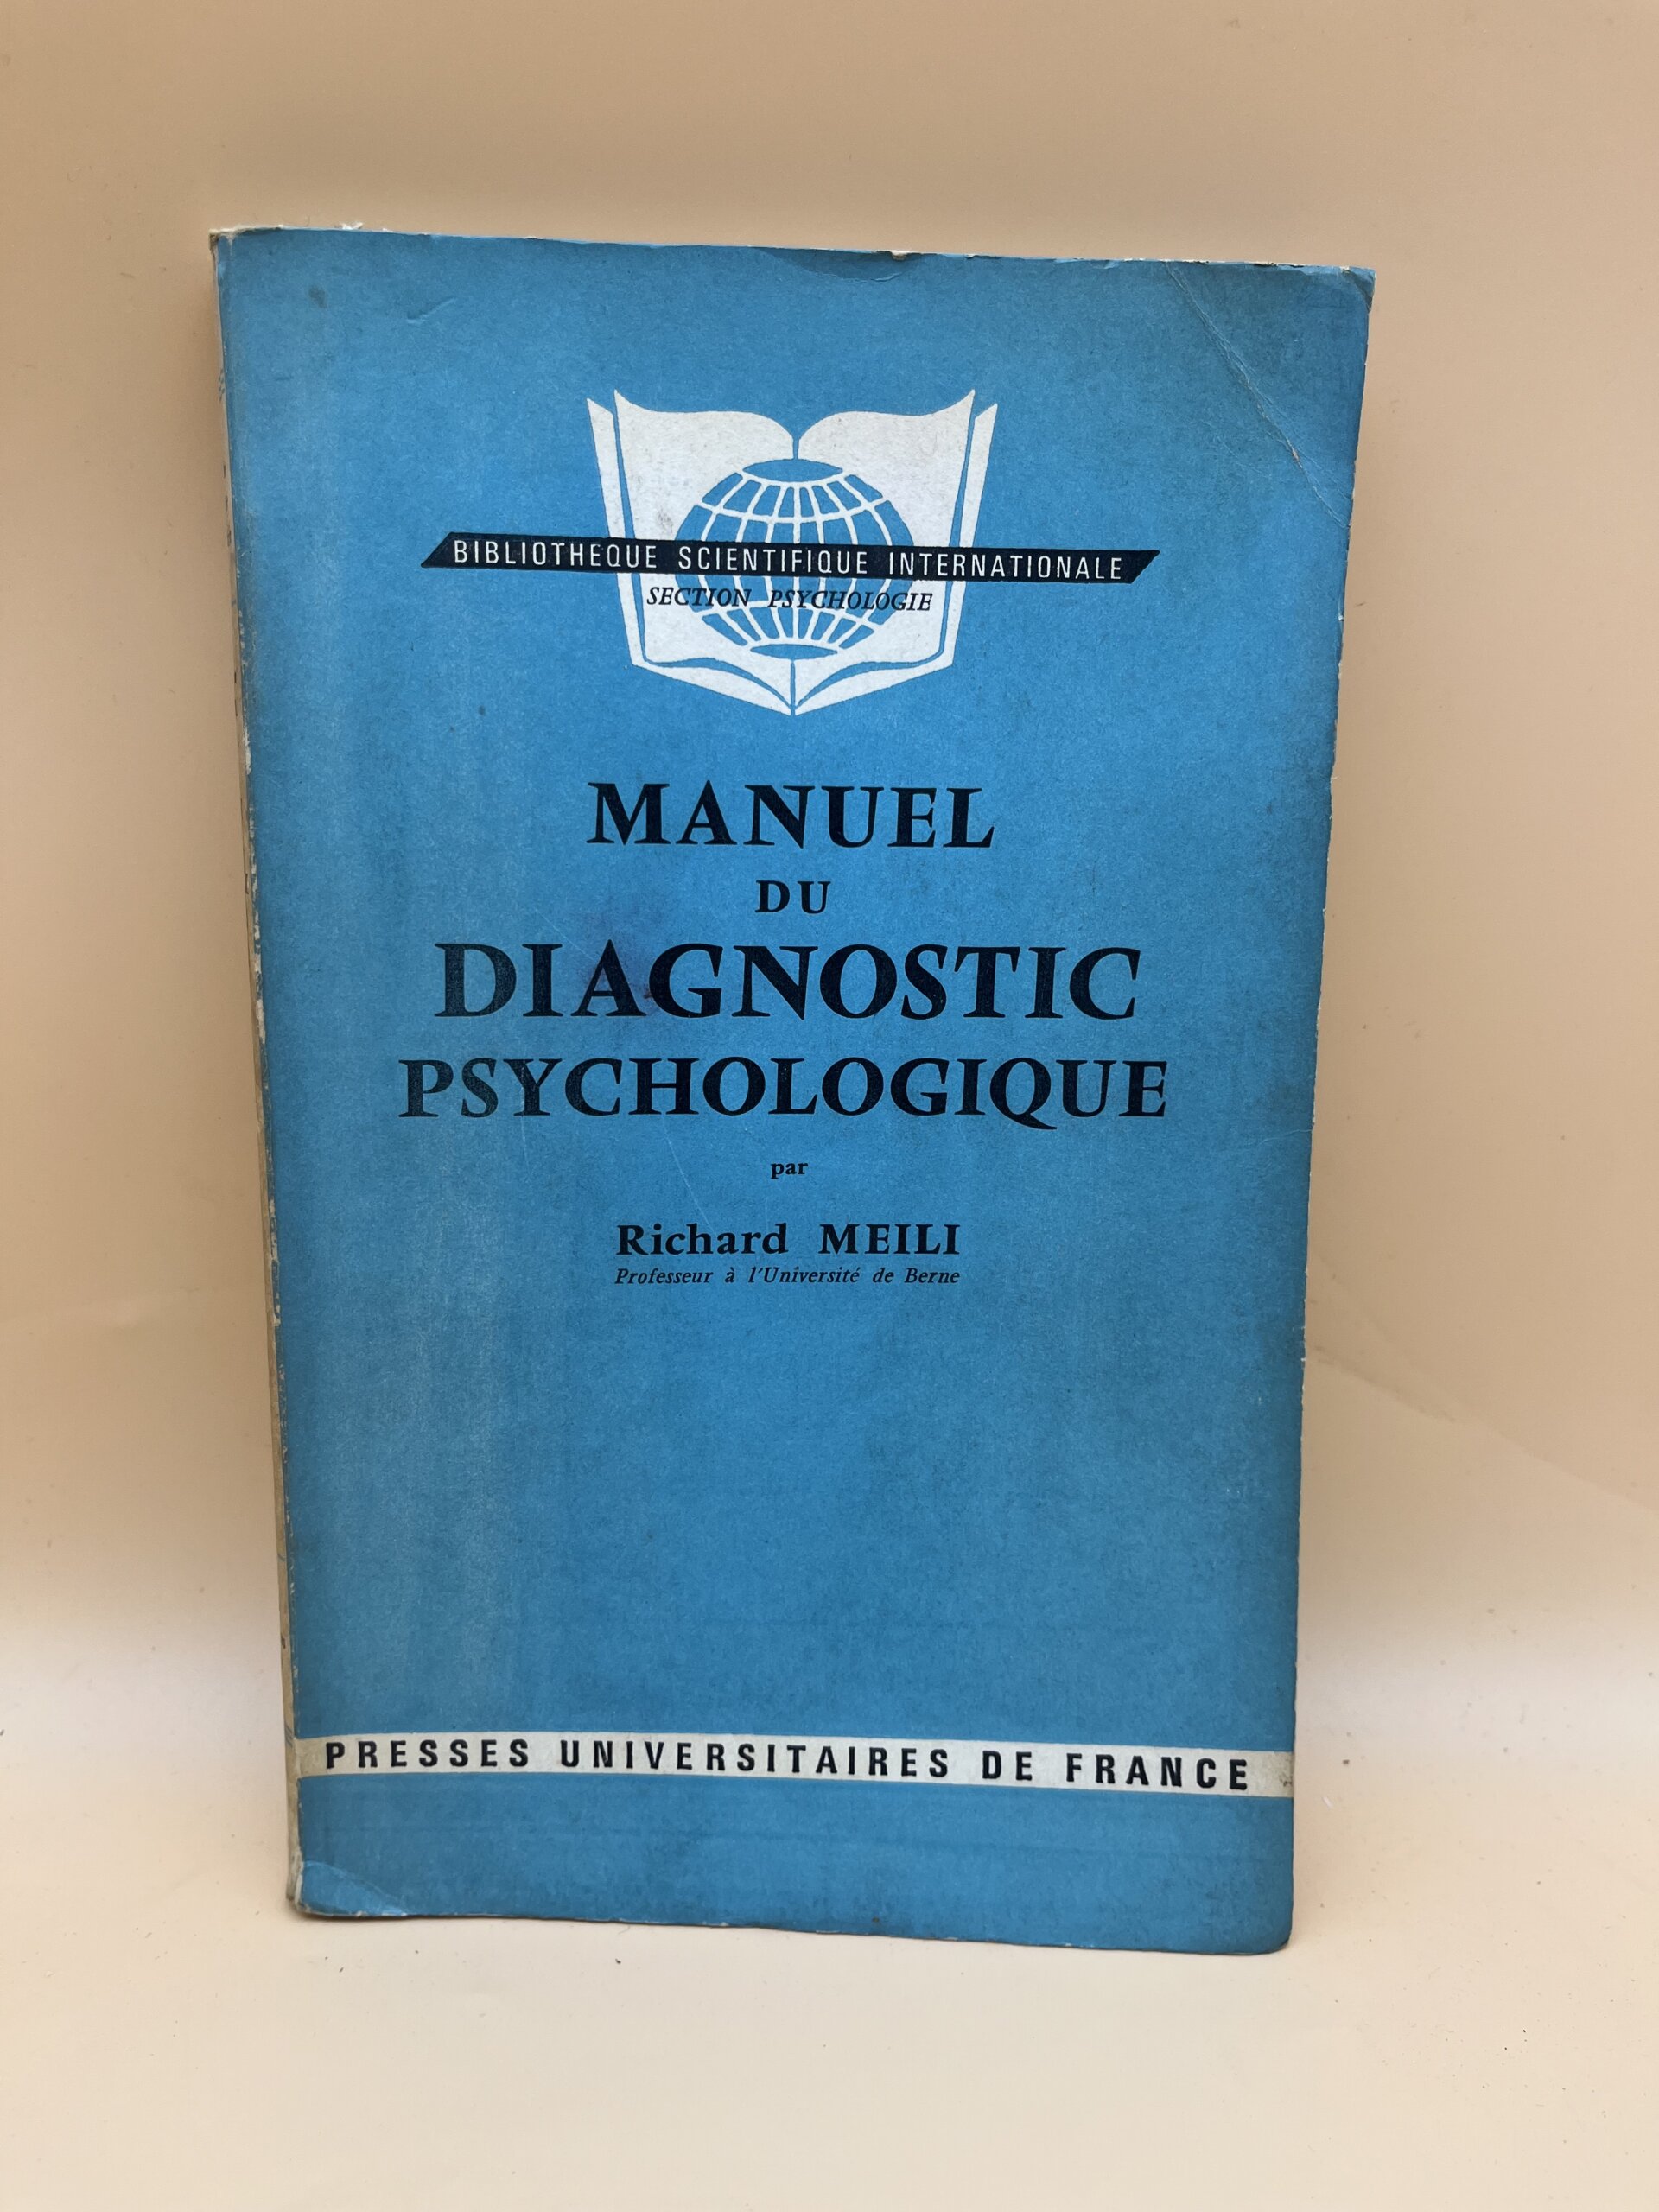 BIBLIOTHEQUE SCIENTIFIQUE INTERNATIONALE
SECTION PSYCHOLOGIE
MANUEL
DU
DIAGNOSTIC
PSYCHOLOGIQUE
par
Richard MEILI
Professeur à l'Université de Berne
PRESSES UNIVERSITAIRES DE FRANCE